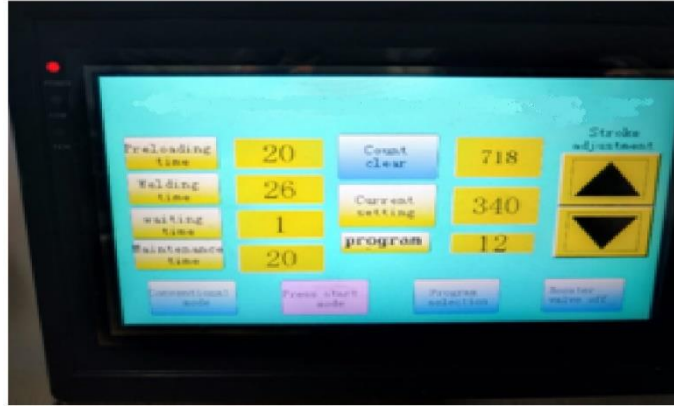 Stroke
adjustment
Preloading
time
20
Count
clear
718
Welding
time
26
Current
setting
340
waiting
time
1
program
12
Maintenance
time
20
Conventional
mode
Press start
mode
Program
selection
Booster
valve off